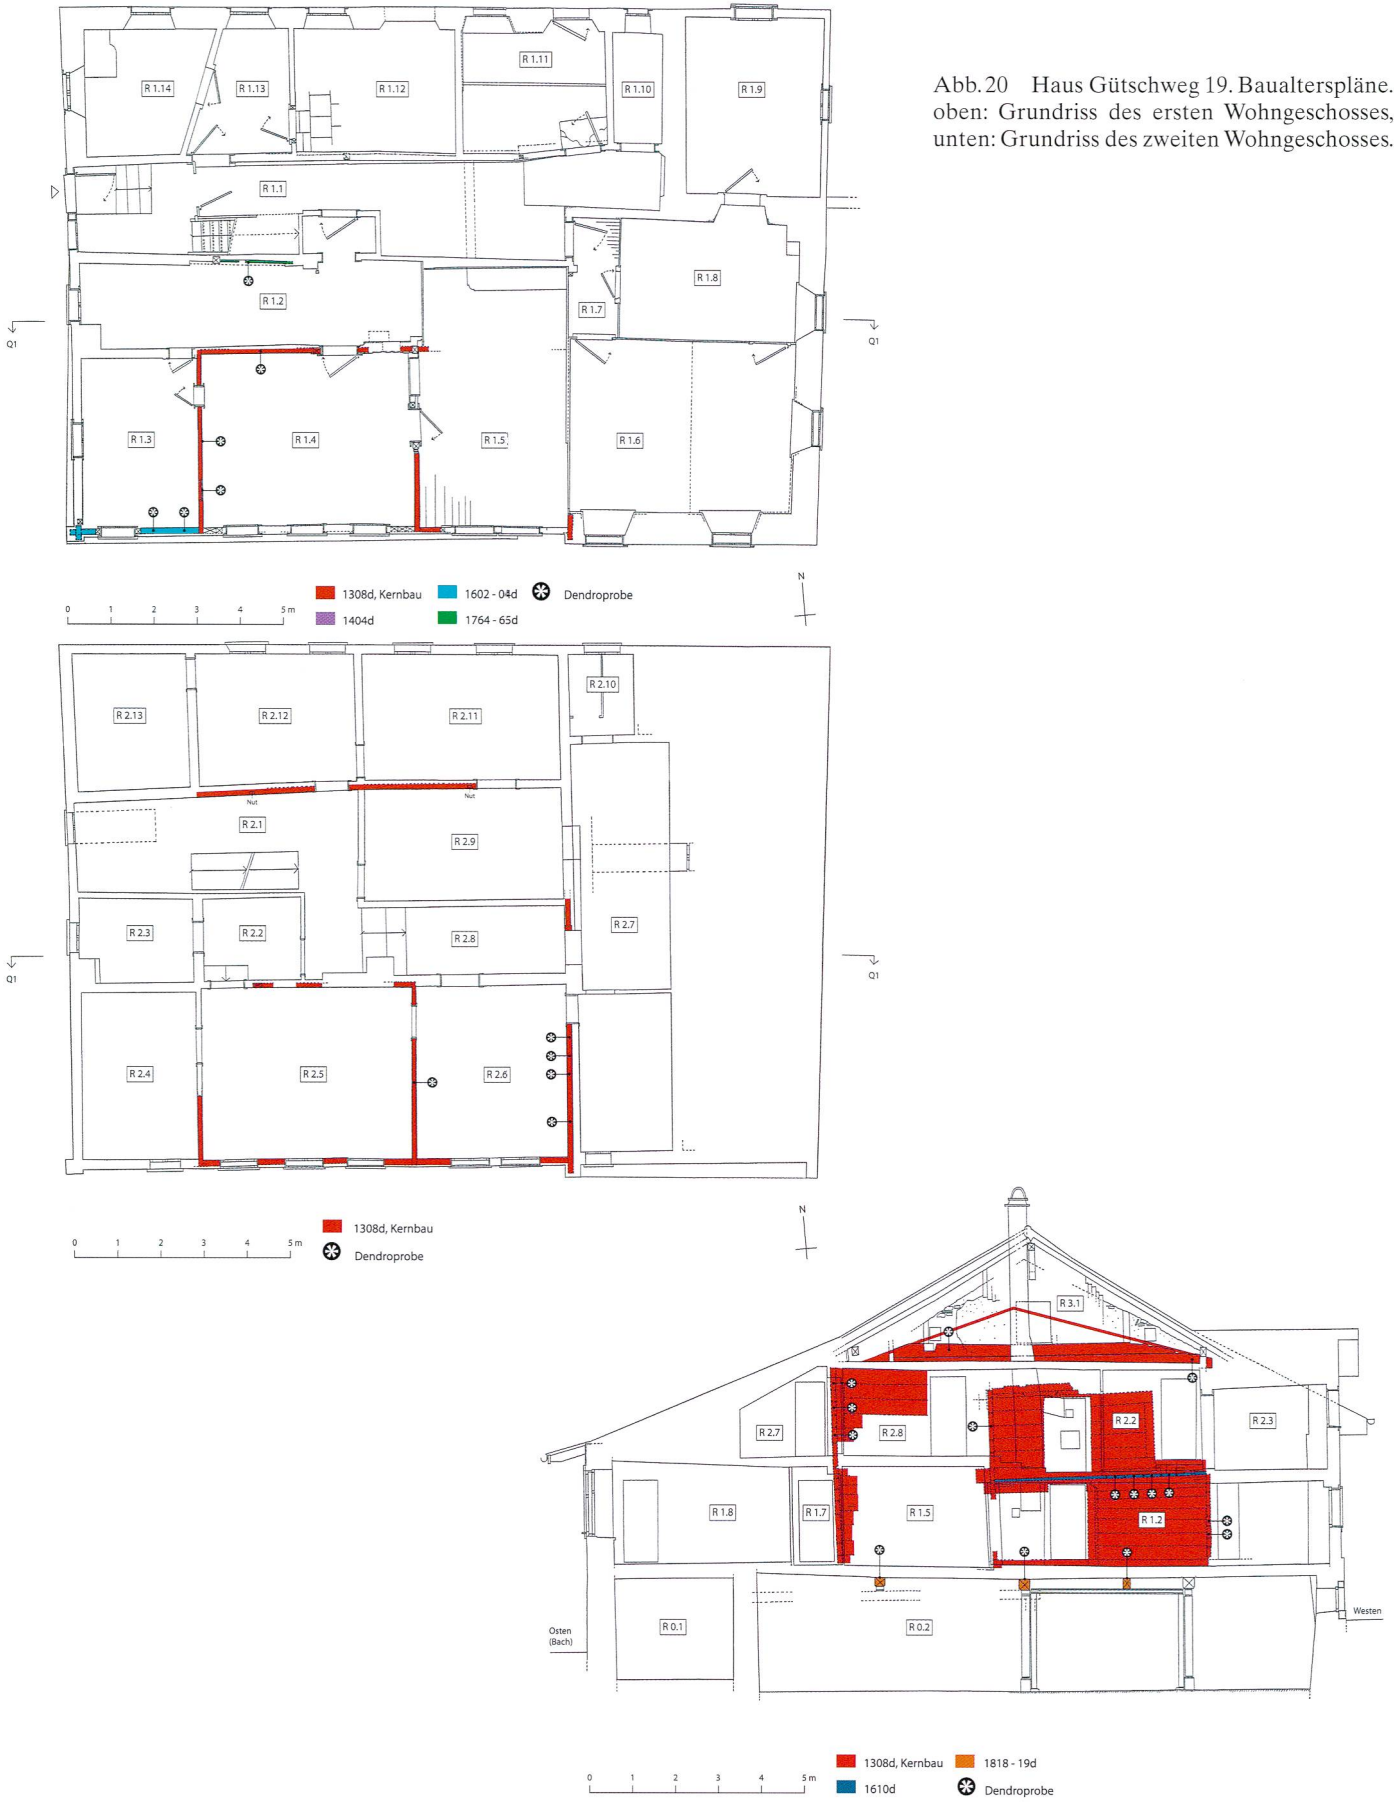 Abb. 20 Haus Gütschweg 19. Baualterspläne.
oben: Grundriss des ersten Wohngeschosses,
unten: Grundriss des zweiten Wohngeschosses.
R 1.14
R 1.13
R 1.12
R 1.11
R 1.10
R 1.9
R 1.1
R 1.2
R 1.7
R 1.8
Q1
Q1
R 1.3
R 1.4
R 1.5
R 1.6
N
0 1 2 3 4 5 m
1308d, Kernbau
1602 - 04d
Dendroprobe
1404d
1764 - 65d
R 2.13
R 2.12
R 2.11
R 2.10
Nut
Nut
R 2.1
R 2.9
R 2.3
R 2.2
R 2.8
R 2.7
Q1
Q1
R 2.4
R 2.5
R 2.6
N
0 1 2 3 4 5 m
1308d, Kernbau
Dendroprobe
R 3.1
R 2.7
R 2.8
R 2.2
R 2.3
R 1.8
R 1.7
R 1.5
R 1.2
Osten
(Bach)
R 0.1
R 0.2
Westen
0 1 2 3 4 5 m
1308d, Kernbau
1818 - 19d
1610d
Dendroprobe